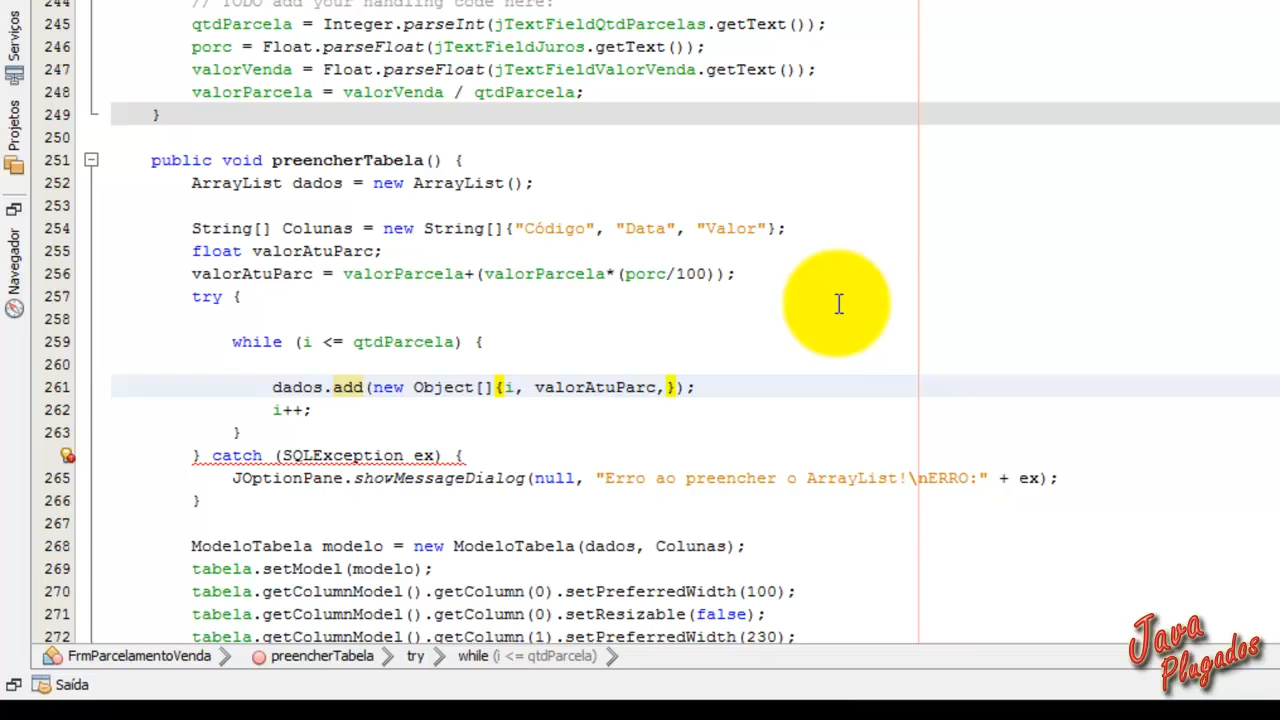 244 // TODO add your handling code here:
245 qtdParcela = Integer.parseInt(jTextFieldQtdParcelas.getText());
246 porc = Float.parseFloat(jTextFieldJuros.getText());
247 valorVenda = Float.parseFloat(jTextFieldValorVenda.getText());
248 valorParcela = valorVenda / qtdParcela;
249 }
250
251 public void preencherTabela() {
252 ArrayList dados = new ArrayList();
253
254 String[] Colunas = new String[]{"Código", "Data", "Valor"};
255 float valorAtuParc;
256 valorAtuParc = valorParcela+(valorParcela*(porc/100));
257 try {
258
259 while (i <= qtdParcela) {
260
261 dados.add(new Object[]{i, valorAtuParc,});
262 i++;
263 }
} catch (SQLException ex) {
265 JOptionPane.showMessageDialog(null, "Erro ao preencher o ArrayList!\nERRO:" + ex);
266 }
267
268 ModeloTabela modelo = new ModeloTabela(dados, Colunas);
269 tabela.setModel(modelo);
270 tabela.getColumnModel().getColumn(0).setPreferredWidth(100);
271 tabela.getColumnModel().getColumn(0).setResizable(false);
272 tabela.getColumnModel().getColumn(1).setPreferredWidth(230);
Serviços
Projetos
Navegador
FrmParcelamentoVenda preencherTabela try while (i <= qtdParcela)
Saída
Java
Plugados